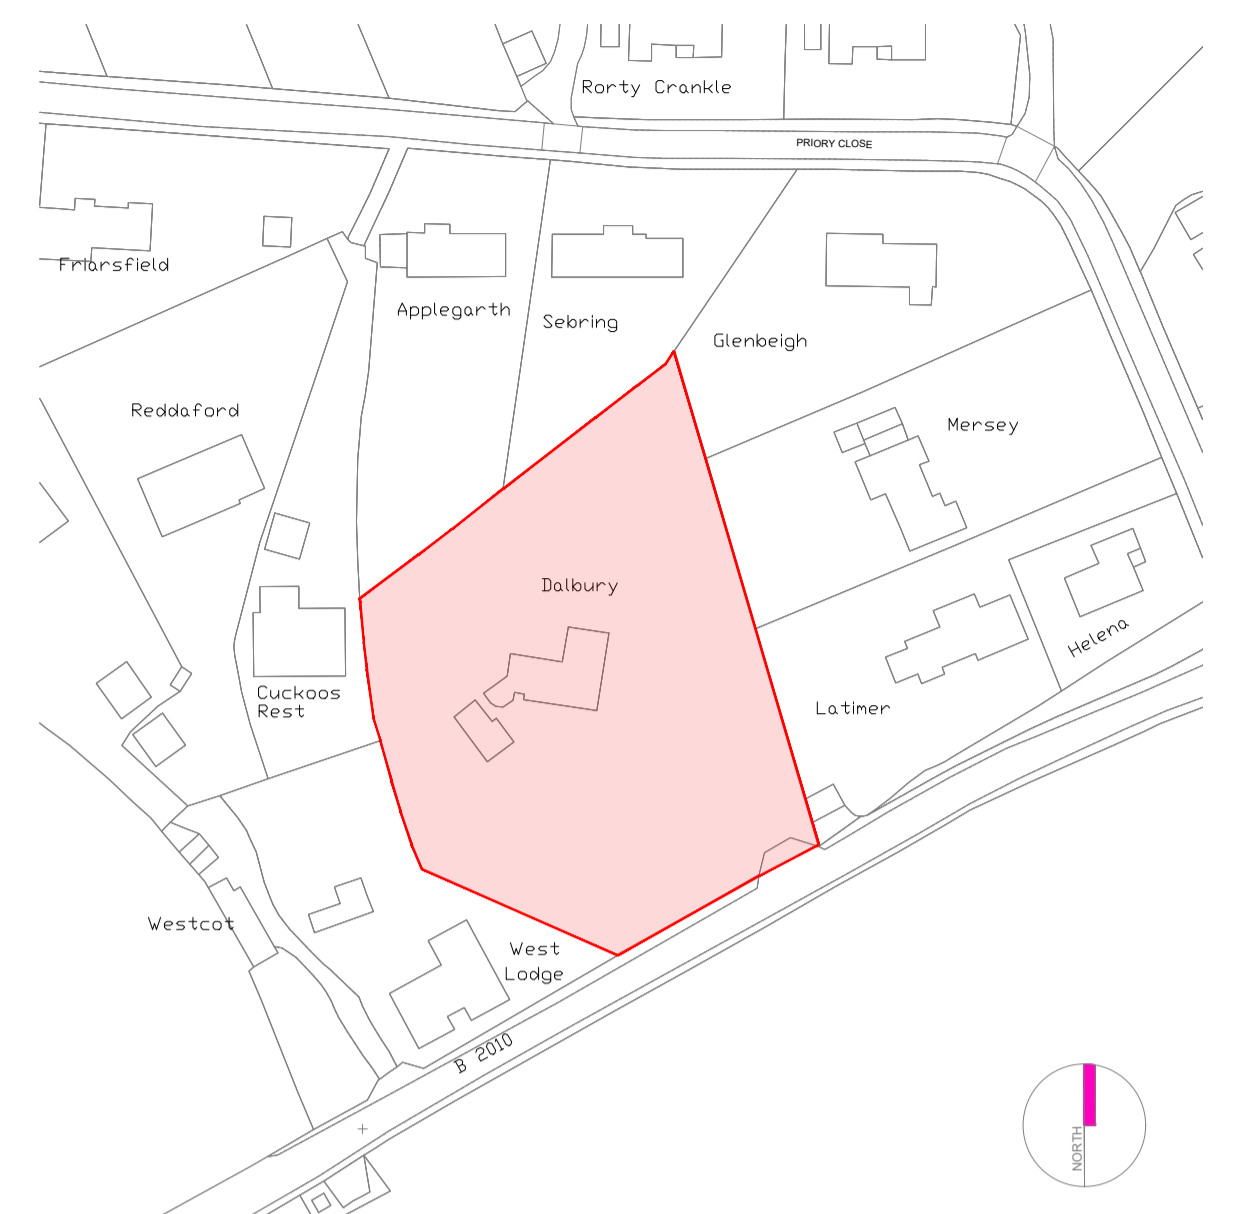 Rorty Crankle
PRIORY CLOSE
Friarsfield
Applegarth
Sebring
Glenbeigh
Reddaford
Mersey
Dalbury
Helena
Cuckoos
Rest
Latimer
Westcot
West
Lodge
B 2010
NORTH